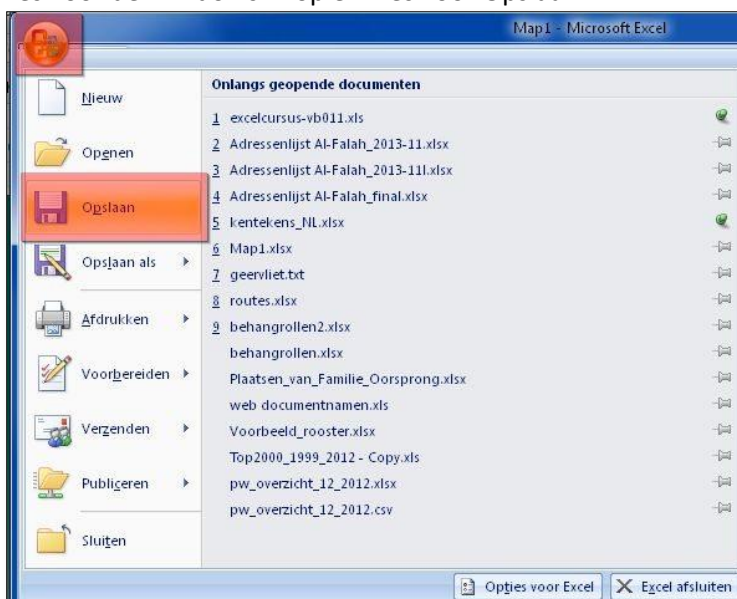 Map1 - Microsoft Excel
Nieuw
Openen
Opslaan
Opslaan als
Afdrukken
Voorbereiden
Verzenden
Publiceren
Sluiten
Onlangs geopende documenten
1 excelcursus-vb011.xls
2 Adressenlijst Al-Falah_2013-11.xlsx
3 Adressenlijst Al-Falah_2013-11l.xlsx
4 Adressenlijst Al-Falah_final.xlsx
5 kentekens_NL.xlsx
6 Map1.xlsx
7 geervliet.txt
8 routes.xlsx
9 behangrollen2.xlsx
behangrollen.xlsx
Plaatsen_van_Familie_Oorsprong.xlsx
web documentnamen.xls
Voorbeeld_rooster.xlsx
Top2000_1999_2012 - Copy.xls
pw_overzicht_12_2012.xlsx
pw_overzicht_12_2012.csv
Opties voor Excel
Excel afsluiten